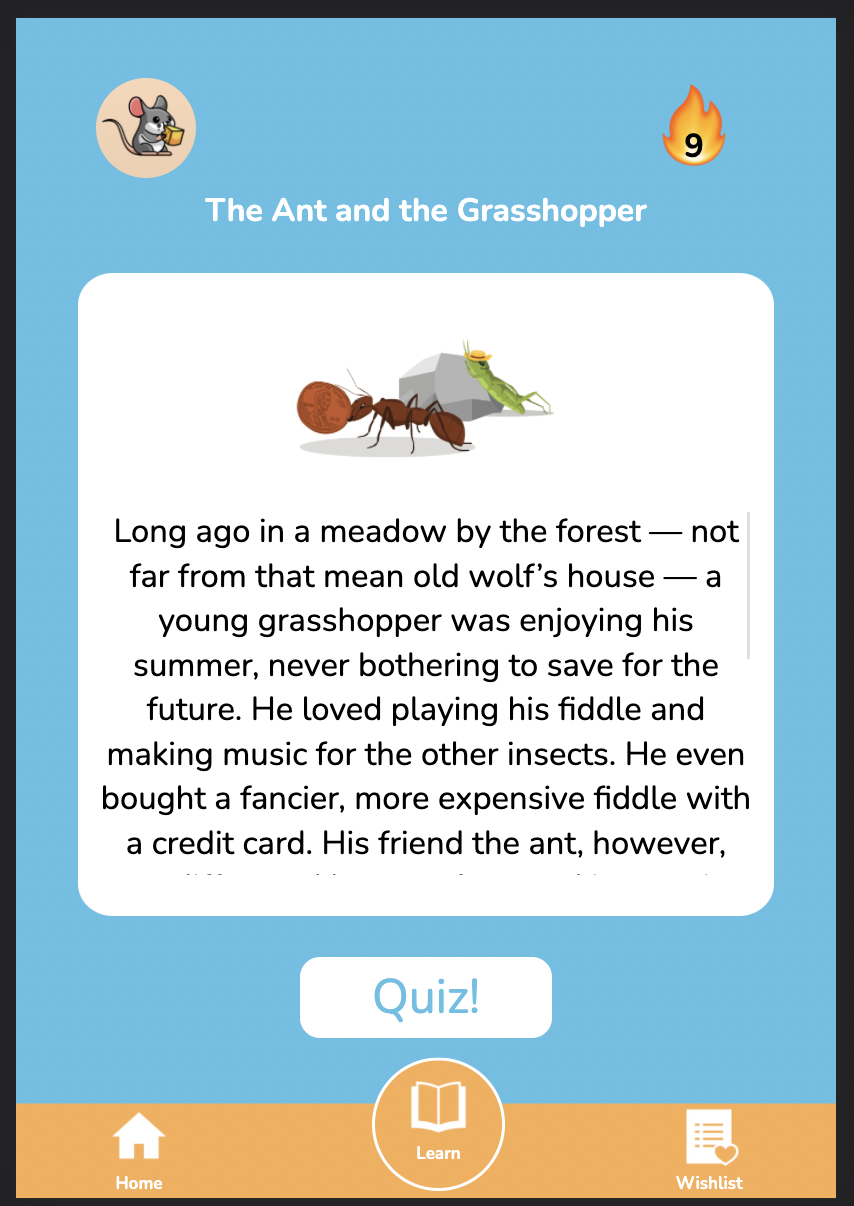 9
The Ant and the Grasshopper
Long ago in a meadow by the forest — not
far from that mean old wolf’s house — a
young grasshopper was enjoying his
summer, never bothering to save for the
future. He loved playing his fiddle and
making music for the other insects. He even
bought a fancier, more expensive fiddle with
a credit card. His friend the ant, however,
Quiz!
Home
Learn
Wishlist